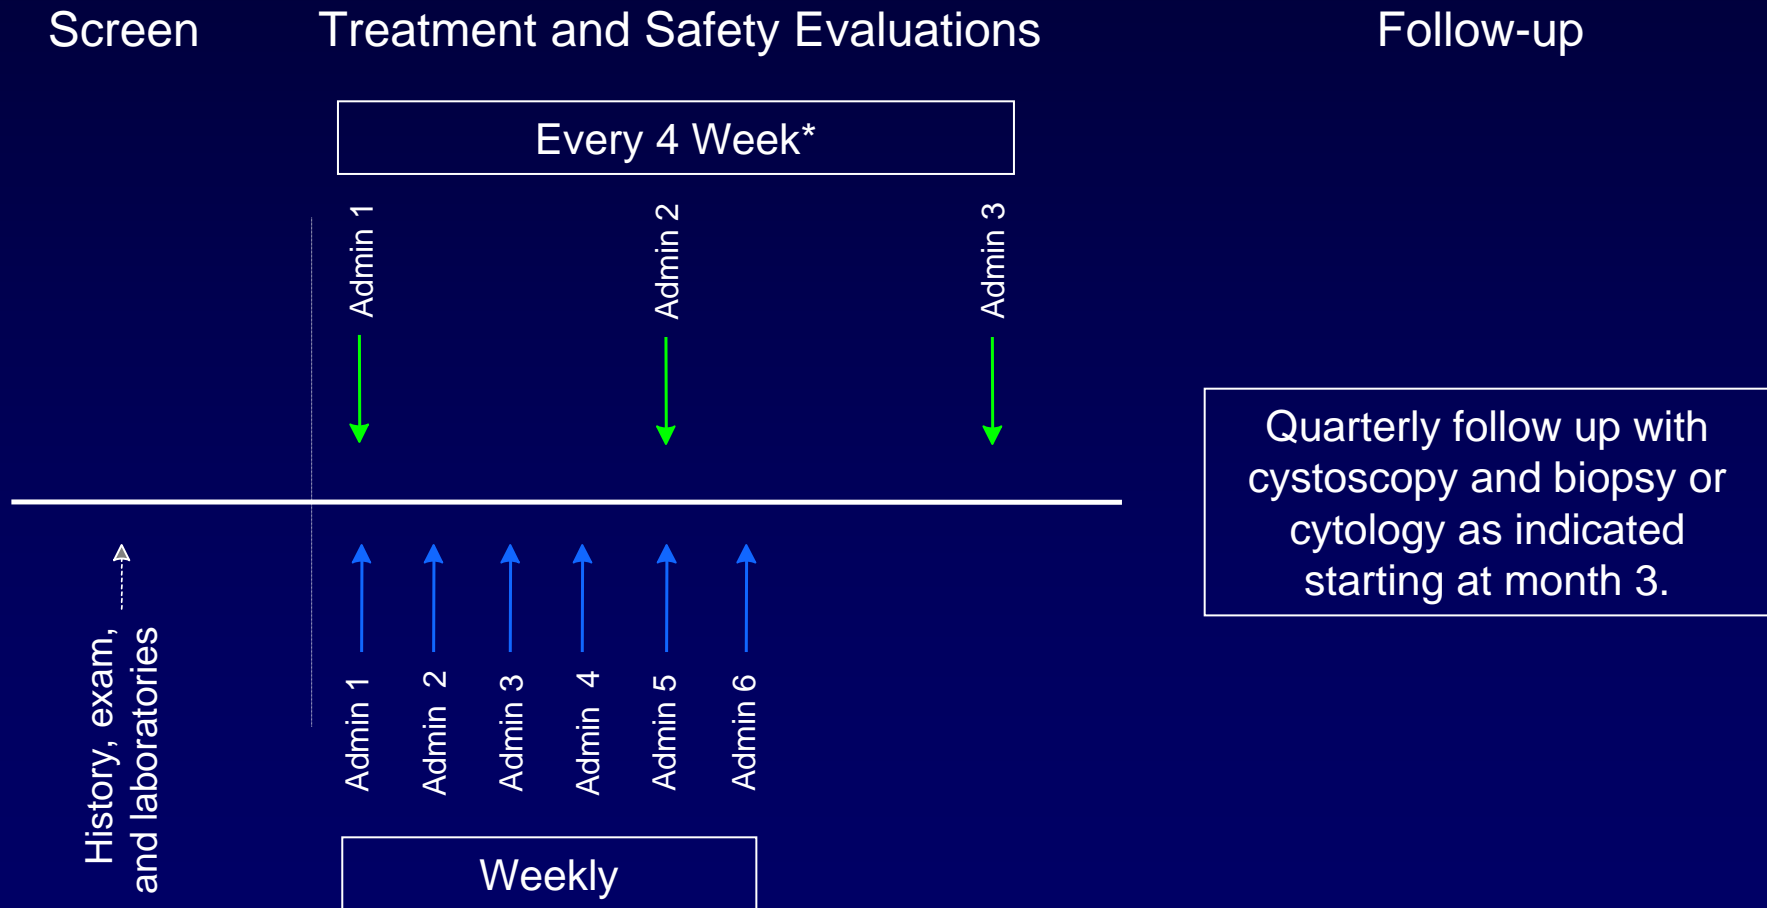 Screen
Treatment and Safety Evaluations
Follow-up
Every 4 Week*
Admin 1
Admin 2
Admin 3
Quarterly follow up with
cystoscopy and biopsy or
cytology as indicated
starting at month 3.
History, exam,
and laboratories
Admin 1
Admin 2
Admin 3
Admin 4
Admin 5
Admin 6
Weekly